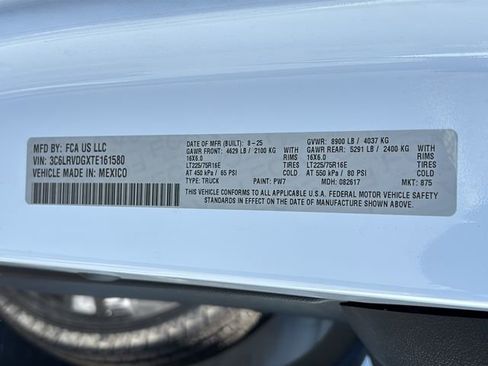 MFD BY: FCA US LLC
VIN: 3C6LRVDGXTE161580
VEHICLE MADE IN: MEXICO
DATE OF MFR (BUILT): 8-25 GVWR: 8900 LB / 4037 KG
GAWR FRONT: 4629 LB / 2100 KG GAWR REAR: 5291 LB / 2400 KG
16X6.0 RIMS 16X6.0 RIMS
LT225/75R16E TIRES LT225/75R16E TIRES
AT 450 kPa / 65 PSI COLD AT 550 kPa / 80 PSI COLD
TYPE: TRUCK PAINT: PW7 MDH: 082617 MKT: 875
THIS VEHICLE CONFORMS TO ALL APPLICABLE U.S.A. FEDERAL MOTOR VEHICLE SAFETY
STANDARDS IN EFFECT ON THE DATE OF MANUFACTURE SHOWN ABOVE.